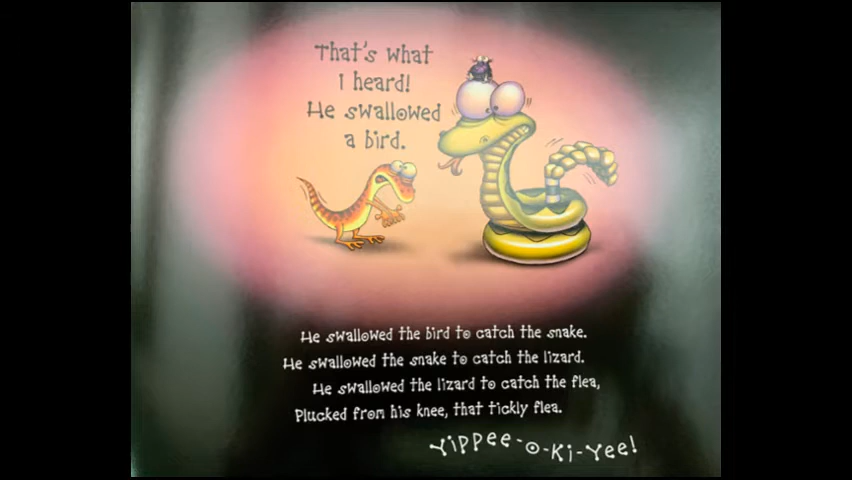 That's what
I heard!
He swallowed
a bird.
He swallowed the bird to catch the snake.
He swallowed the snake to catch the lizard.
He swallowed the lizard to catch the flea,
Plucked from his knee, that tickly flea.
Yippee-o-Ki-Yee!